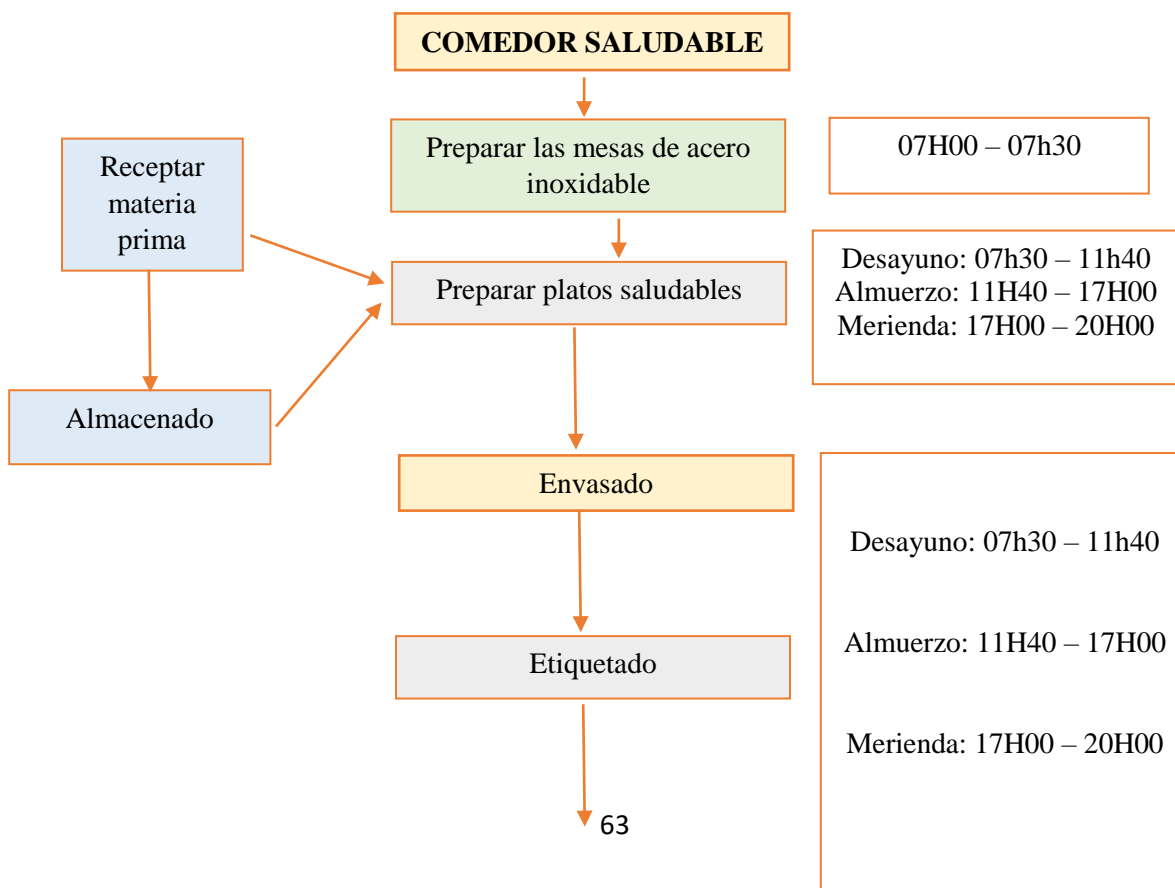 COMEDOR SALUDABLE
Preparar las mesas de acero
inoxidable
07H00 – 07h30
Receptar
materia
prima
Preparar platos saludables
Desayuno: 07h30 – 11h40
Almuerzo: 11H40 – 17H00
Merienda: 17H00 – 20H00
Almacenado
Envasado
Desayuno: 07h30 – 11h40
Almuerzo: 11H40 – 17H00
Etiquetado
Merienda: 17H00 – 20H00
63